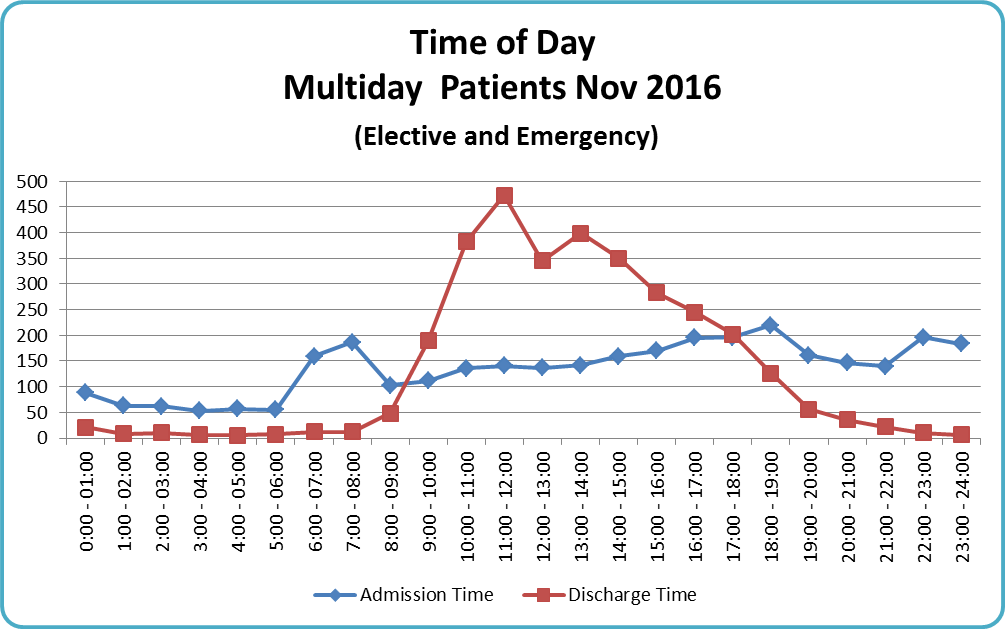 Time of Day
Multiday  Patients Nov 2016
(Elective and Emergency)
500
450
400
350
300
250
200
150
100
50
0
0:00 - 01:00
1:00 - 02:00
2:00 - 03:00
3:00 - 04:00
4:00 - 05:00
5:00 - 06:00
6:00 - 07:00
7:00 - 08:00
8:00 - 09:00
9:00 - 10:00
10:00 - 11:00
11:00 - 12:00
12:00 - 13:00
13:00 - 14:00
14:00 - 15:00
15:00 - 16:00
16:00 - 17:00
17:00 - 18:00
18:00 - 19:00
19:00 - 20:00
20:00 - 21:00
21:00 - 22:00
22:00 - 23:00
23:00 - 24:00
Admission Time
Discharge Time